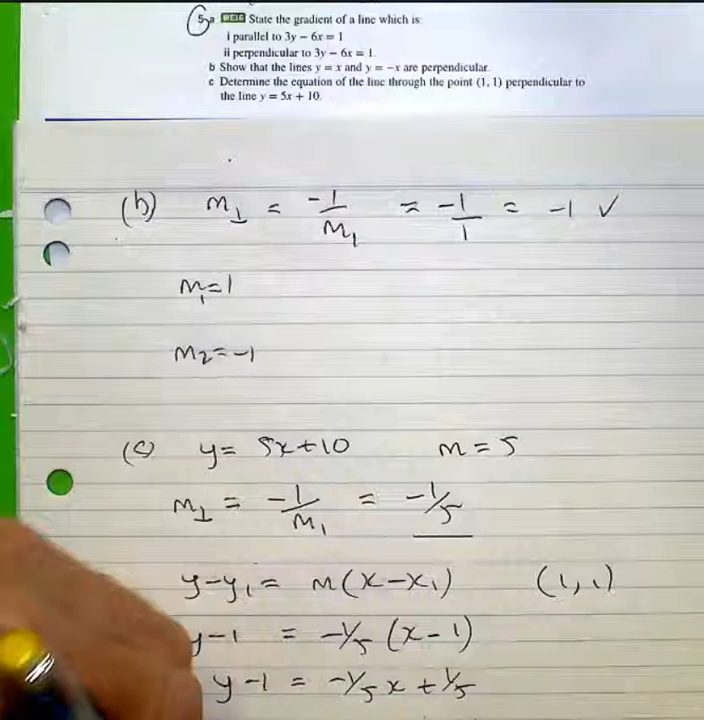 5 a WE16 State the gradient of a line which is:
i parallel to 3y − 6x = 1
ii perpendicular to 3y − 6x = 1.
b Show that the lines y = x and y = −x are perpendicular.
c Determine the equation of the line through the point (1, 1) perpendicular to
the line y = 5x + 10.
(b) m⊥ = -1/m₁ = -1/1 = -1 ✓
m₁=1
m₂=-1
(c) y= 5x+10 m=5
m⊥ = -1/m₁ = -1/5
y-y₁ = m(x-x₁) (1,1)
y-1 = -1/5 (x-1)
y-1 = -1/5x + 1/5